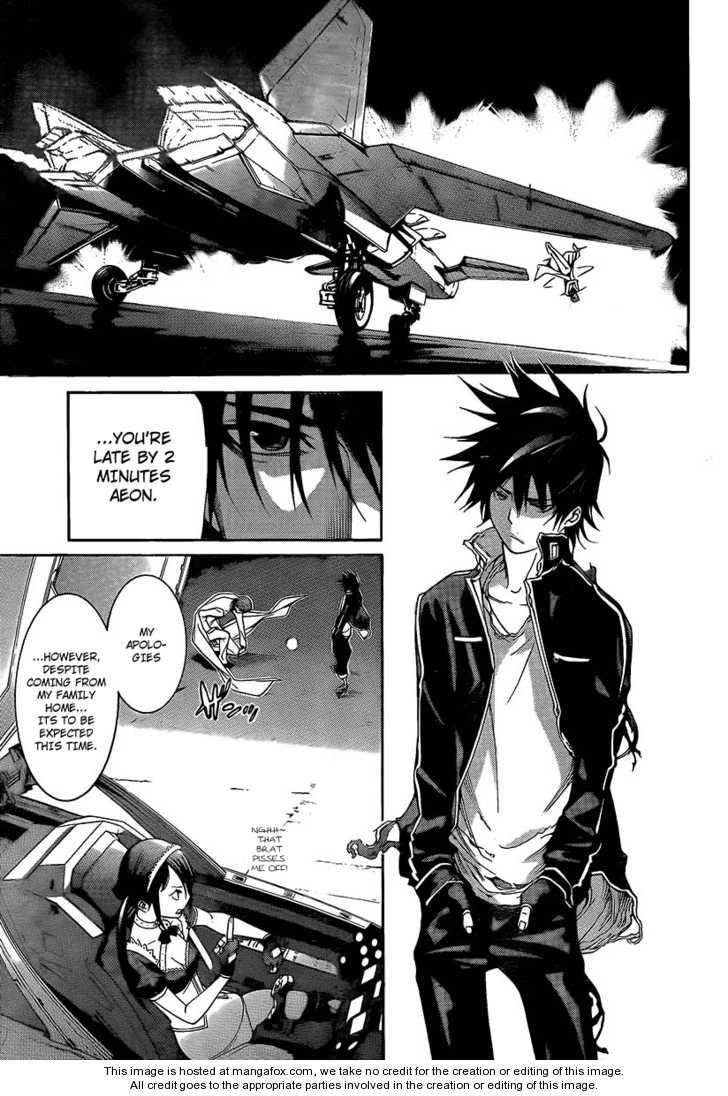 ...YOU'RE
LATE BY 2
MINUTES
AEON.
MY
APOLO-
GIES
...HOWEVER,
DESPITE
COMING FROM
MY FAMILY
HOME...
ITS TO BE
EXPECTED
THIS TIME.
NGHH~
THAT
BRAT
PISSES
ME OFF!
This image is hosted at mangafox.com, we take no credit for the creation or editing of this image.
All credit goes to the appropriate parties involved in the creation or editing of this image.